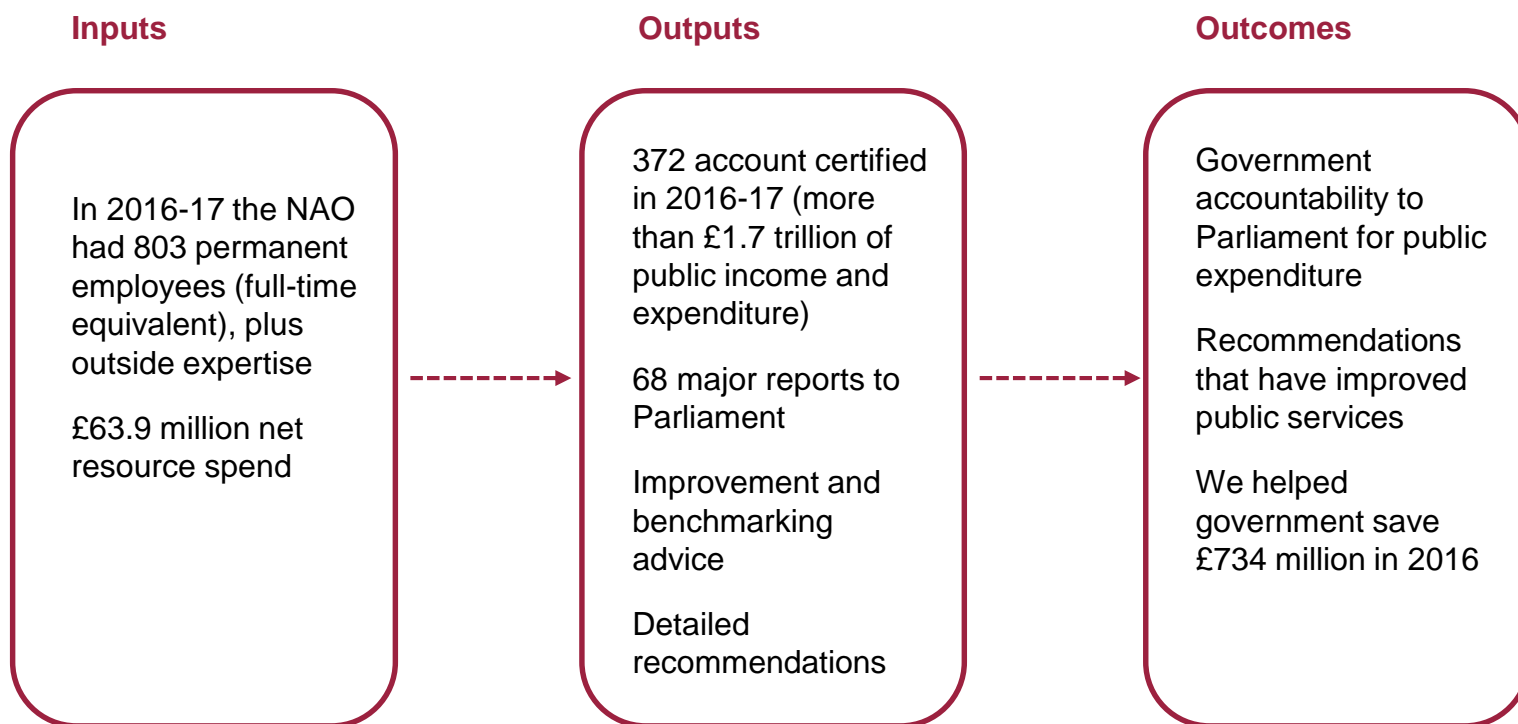 Inputs
In 2016-17 the NAO
had 803 permanent
employees (full-time
equivalent), plus
outside expertise
£63.9 million net
resource spend
Outputs
372 account certified
in 2016-17 (more
than £1.7 trillion of
public income and
expenditure)
68 major reports to
Parliament
Improvement and
benchmarking
advice
Detailed
recommendations
Outcomes
Government
accountability to
Parliament for public
expenditure
Recommendations
that have improved
public services
We helped
government save
£734 million in 2016